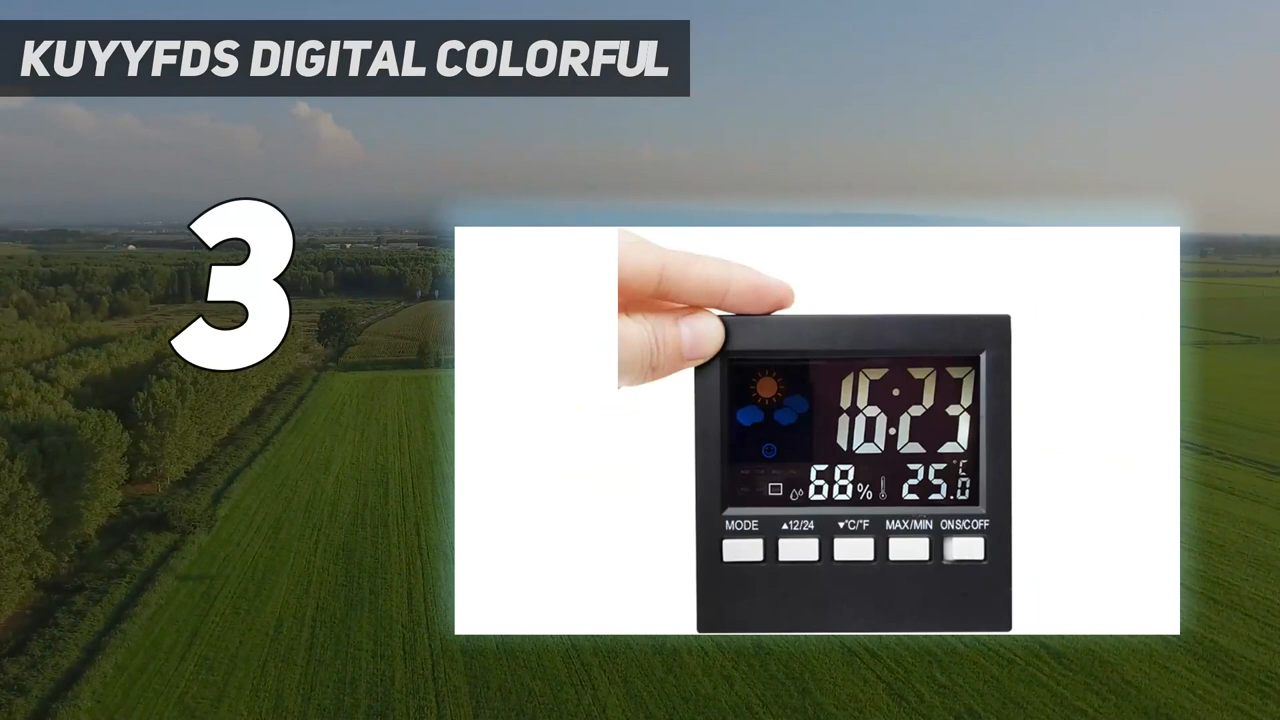 KUYYFDS DIGITAL COLORFUL
3
16:23
68% 25.0°C
MODE ▲12/24 ▼°C/°F MAX/MIN ONS/COFF